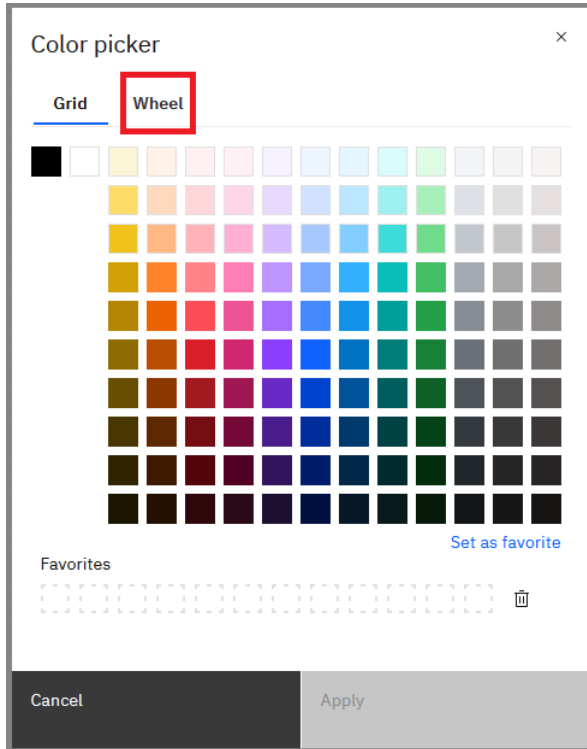 Color picker
Grid Wheel
Set as favorite
Favorites
Cancel Apply